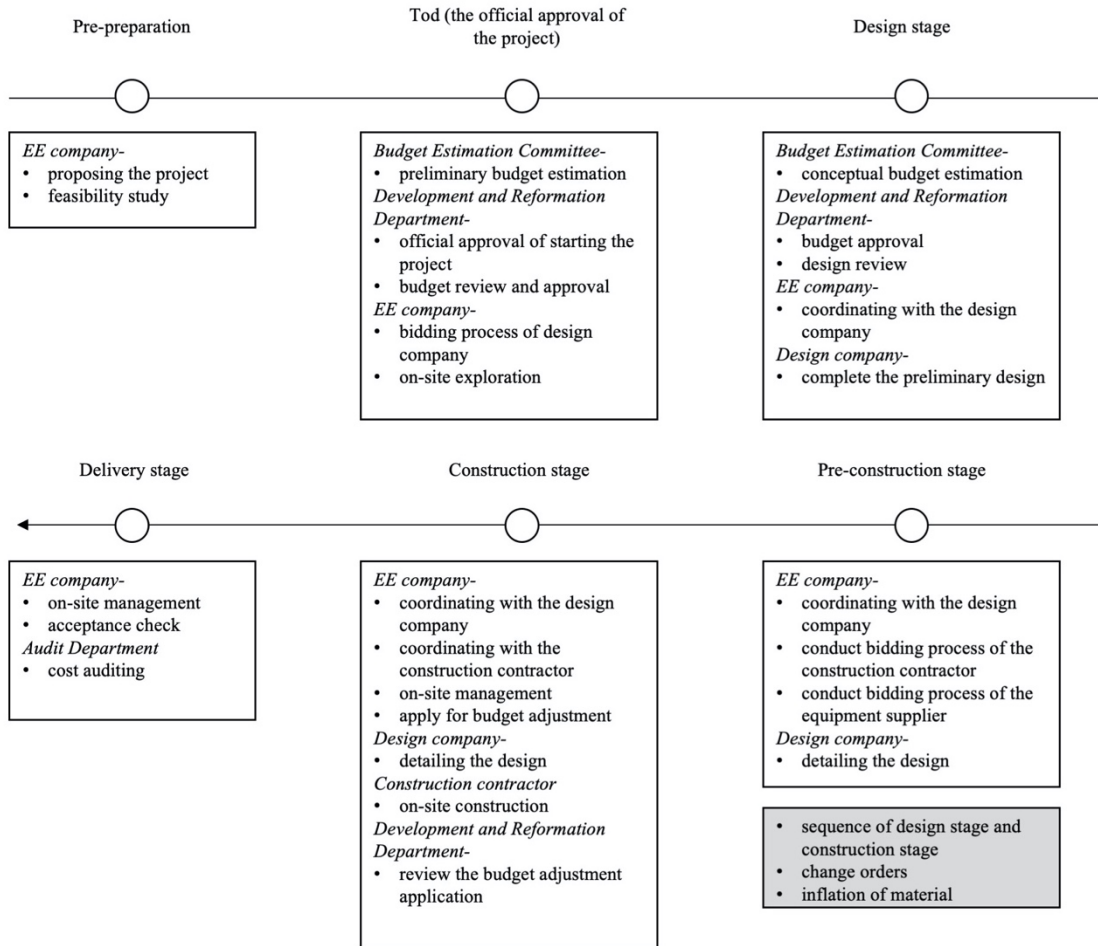 Pre-preparation
Tod (the official approval of
the project)
Design stage
EE company-
• proposing the project
• feasibility study
Budget Estimation Committee-
• preliminary budget estimation
Development and Reformation
Department-
• official approval of starting the
project
• budget review and approval
EE company-
• bidding process of design
company
• on-site exploration
Budget Estimation Committee-
• conceptual budget estimation
Development and Reformation
Department-
• budget approval
• design review
EE company-
• coordinating with the design
company
Design company-
• complete the preliminary design
Delivery stage
Construction stage
Pre-construction stage
EE company-
• on-site management
• acceptance check
Audit Department
• cost auditing
EE company-
• coordinating with the design
company
• coordinating with the
construction contractor
• on-site management
• apply for budget adjustment
Design company-
• detailing the design
Construction contractor
• on-site construction
Development and Reformation
Department-
• review the budget adjustment
application
EE company-
• coordinating with the design
company
• conduct bidding process of the
construction contractor
• conduct bidding process of the
equipment supplier
Design company-
• detailing the design
• sequence of design stage and
construction stage
• change orders
• inflation of material